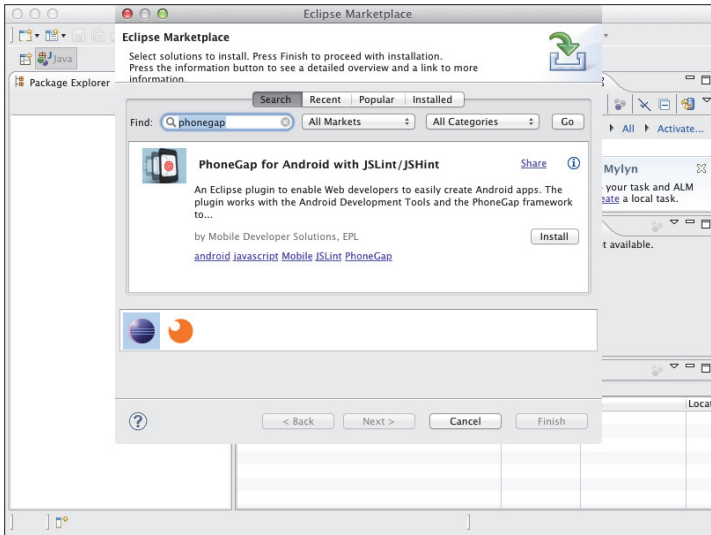 Eclipse Marketplace
Java
Package Explorer
Eclipse Marketplace
Select solutions to install. Press Finish to proceed with installation.
Press the information button to see a detailed overview and a link to more
information.
Search Recent Popular Installed
Find: phonegap All Markets All Categories Go
All Activate...
PhoneGap for Android with JSLint/JSHint Share
An Eclipse plugin to enable Web developers to easily create Android apps. The
plugin works with the Android Development Tools and the PhoneGap framework
to...
by Mobile Developer Solutions, EPL Install
android javascript Mobile JSLint PhoneGap
Mylyn
your task and ALM
eate a local task.
t available.
Locat
? < Back Next > Cancel Finish